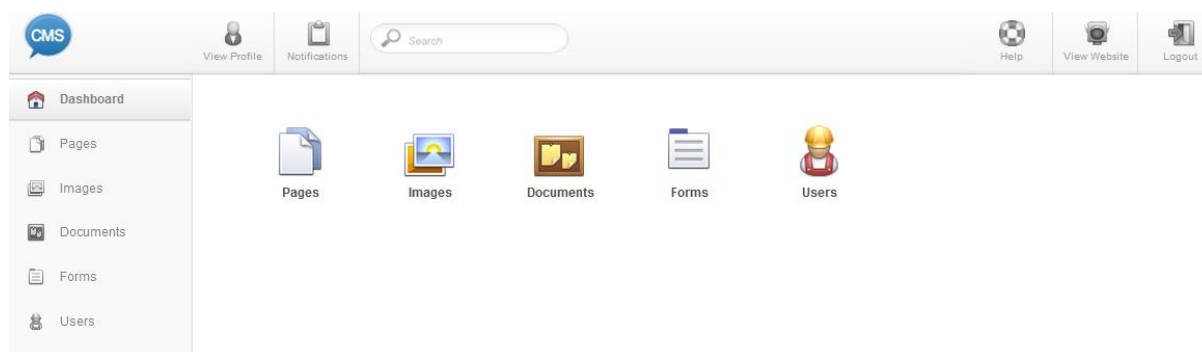 CMS
View Profile
Notifications
Search
Help
View Website
Logout
Dashboard
Pages
Images
Documents
Forms
Users
Pages
Images
Documents
Forms
Users